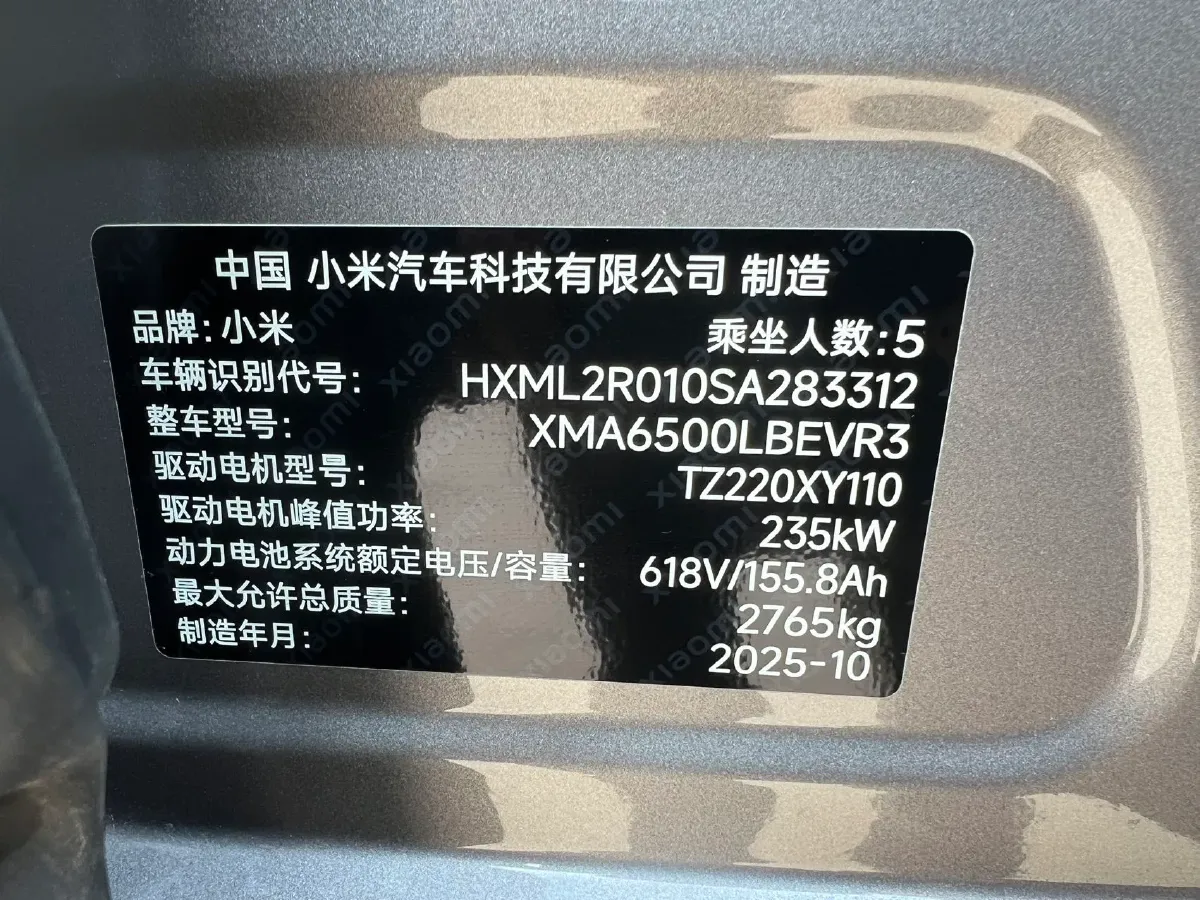 中国 小米汽车科技有限公司 制造
品牌:小米 乘坐人数:5
车辆识别代号: HXML2R010SA283312
整车型号: XMA6500LBEVR3
驱动电机型号: TZ220XY110
驱动电机峰值功率: 235kW
动力电池系统额定电压/容量: 618V/155.8Ah
最大允许总质量: 2765kg
制造年月: 2025-10